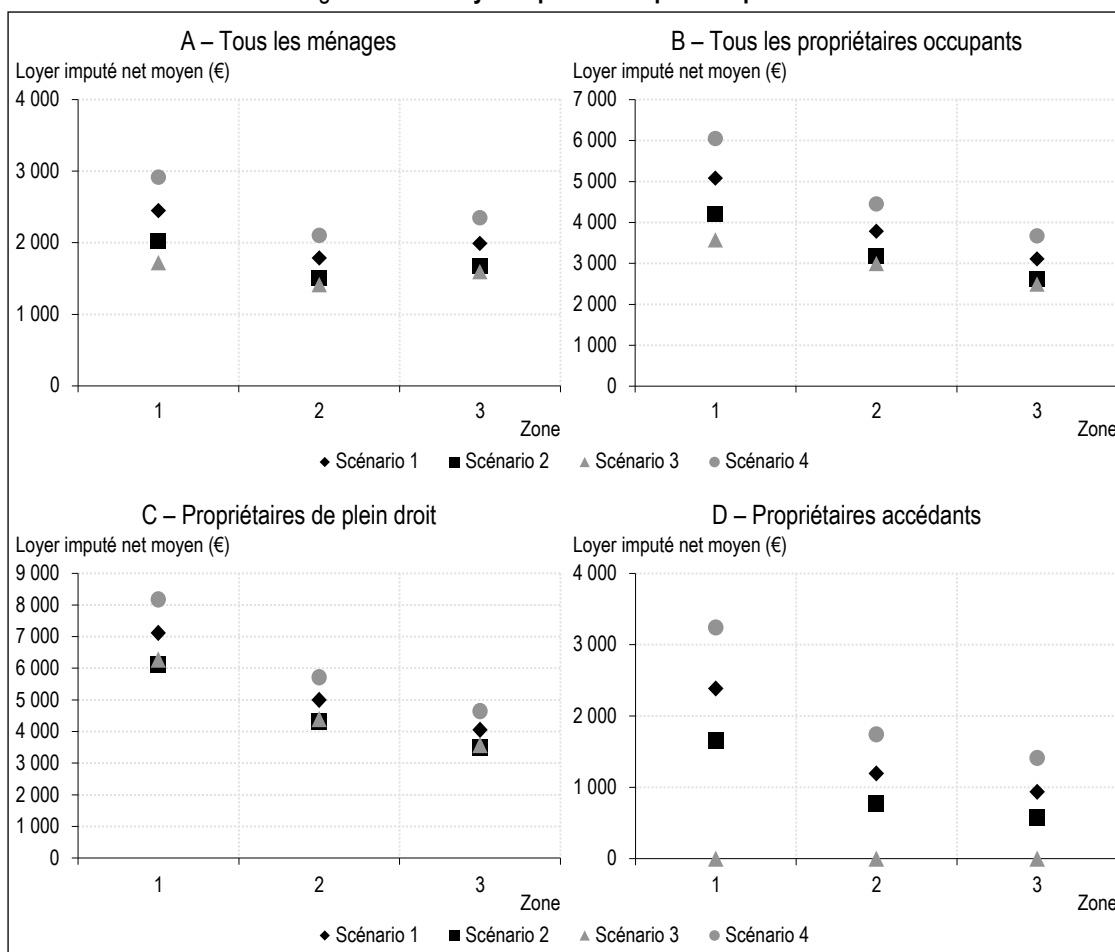 A – Tous les ménages
Loyer imputé net moyen (€)
4 000
3 000
2 000
1 000
0
1
2
3
Zone
B – Tous les propriétaires occupants
Loyer imputé net moyen (€)
7 000
6 000
5 000
4 000
3 000
2 000
1 000
0
1
2
3
Zone
Scénario 1 Scénario 2 Scénario 3 Scénario 4
C – Propriétaires de plein droit
Loyer imputé net moyen (€)
9 000
8 000
7 000
6 000
5 000
4 000
3 000
2 000
1 000
0
1
2
3
Zone
D – Propriétaires accédants
Loyer imputé net moyen (€)
4 000
3 000
2 000
1 000
0
1
2
3
Zone
Scénario 1 Scénario 2 Scénario 3 Scénario 4